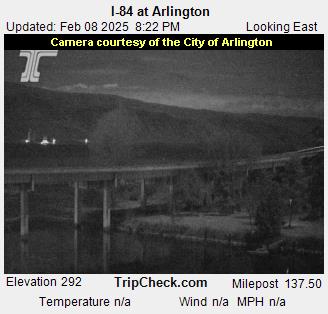 I-84 at Arlington
Updated: Feb 08 2025 8:22 PM Looking East
Camera courtesy of the City of Arlington
Elevation 292 TripCheck.com Milepost 137.50
Temperature n/a Wind n/a MPH n/a